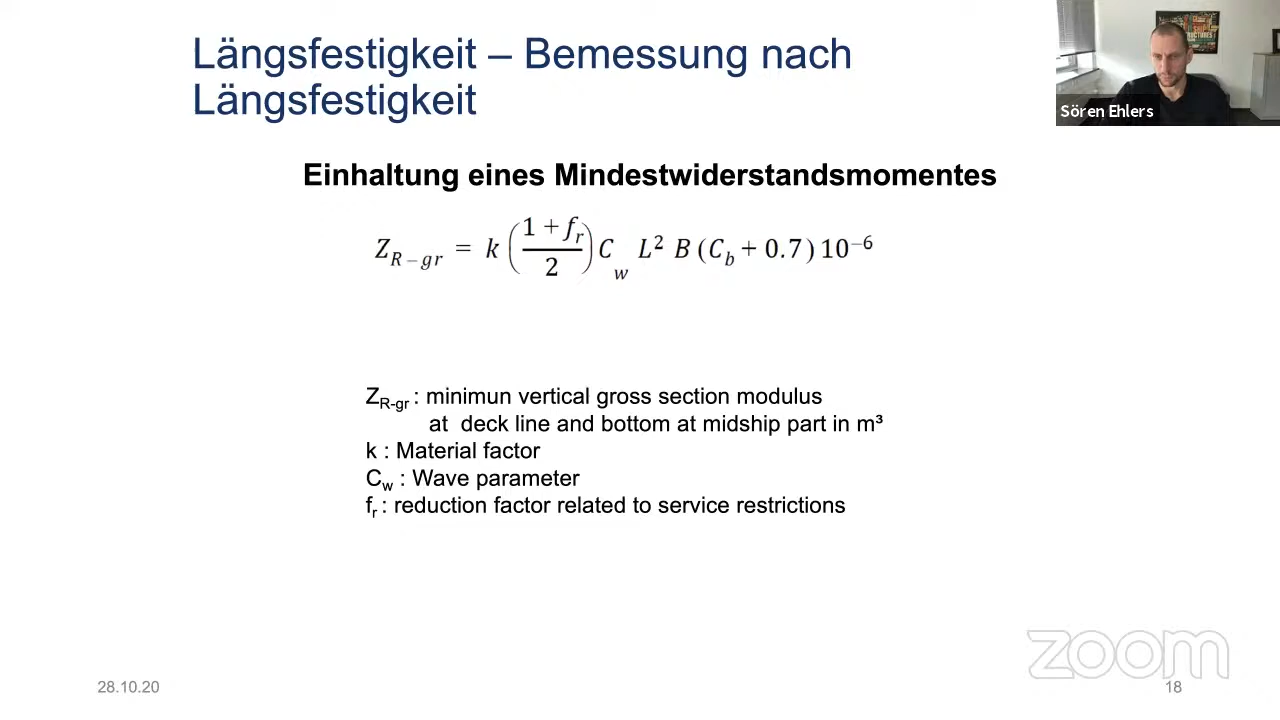 Längsfestigkeit – Bemessung nach
Längsfestigkeit
Sören Ehlers
Einhaltung eines Mindestwiderstandsmomentes
Z_{R-gr} = k ((1 + f_r)/2) C_w L² B (C_b + 0.7) 10⁻⁶
Z_{R-gr} : minimun vertical gross section modulus
at deck line and bottom at midship part in m³
k : Material factor
C_w : Wave parameter
f_r : reduction factor related to service restrictions
zoom
28.10.20
18